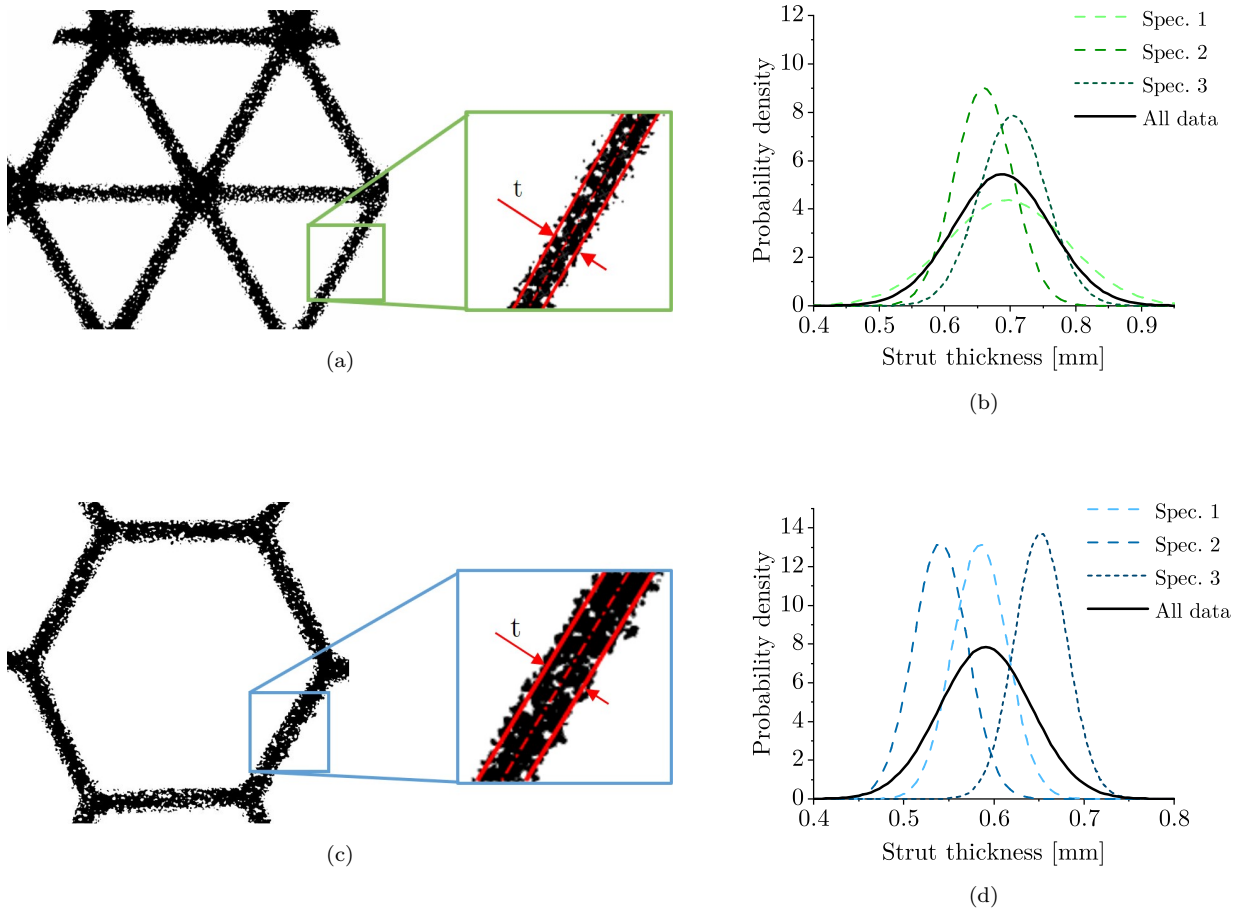 t
(a)
Probability density
12
10
8
6
4
2
0
0.4 0.5 0.6 0.7 0.8 0.9
Strut thickness [mm]
Spec. 1
Spec. 2
Spec. 3
All data
(b)
t
(c)
Probability density
14
12
10
8
6
4
2
0
0.4 0.5 0.6 0.7 0.8
Strut thickness [mm]
Spec. 1
Spec. 2
Spec. 3
All data
(d)